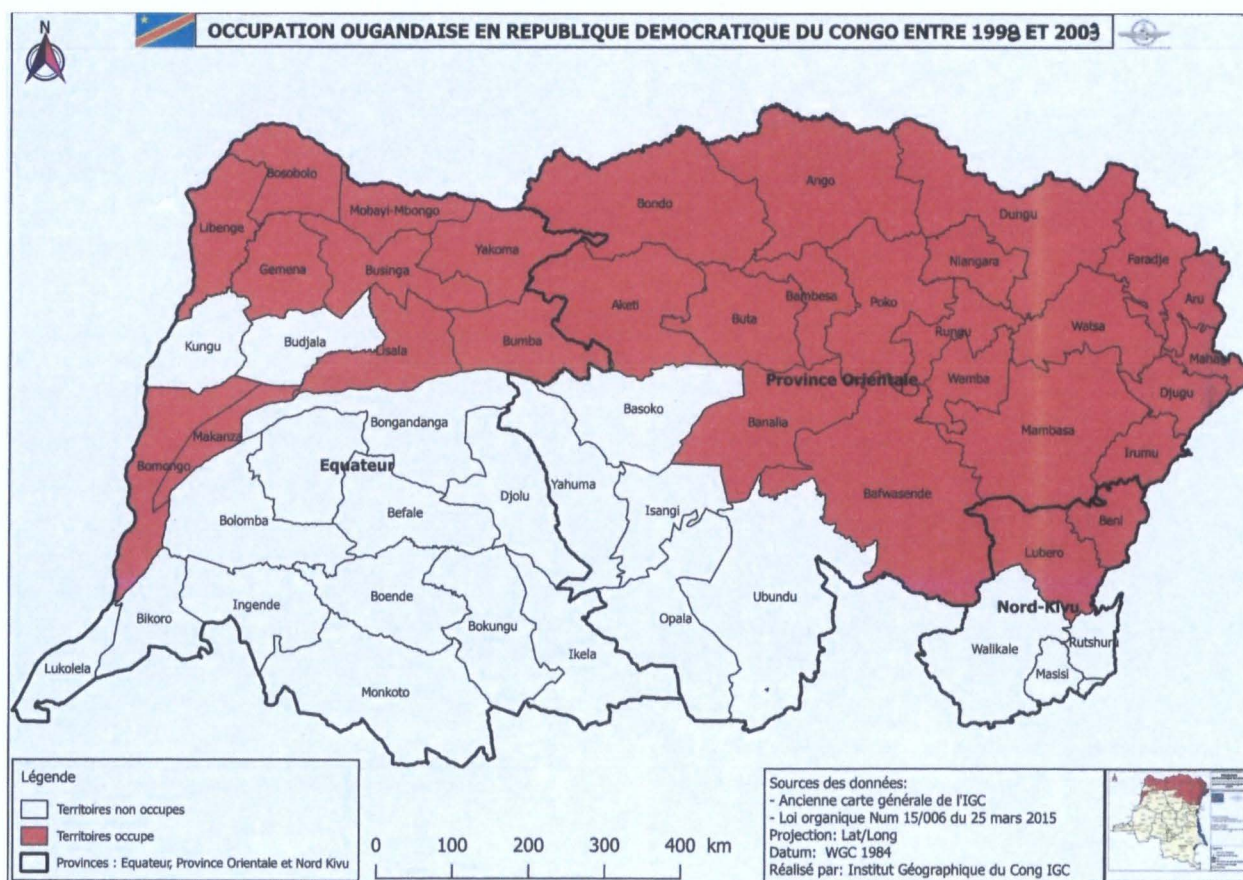 OCCUPATION OUGANDAISE EN REPUBLIQUE DEMOCRATIQUE DU CONGO ENTRE 1998 ET 2003
N
Bosobolo
Ango
Mobayi-Mbongo
Bondo
Dungu
Libenge
Yakoma
Gemena
Businga
Niangara
Faradje
Aketi
Buta
Bambesa
Poko
Aru
Kungu
Budjala
Lisala
Bumba
Rungu
Watsa
Mahagi
Province Orientale
Wamba
Djugu
Basoko
Banalia
Makanza
Bongandanga
Mambasa
Irumu
Bomongo
Equateur
Yahuma
Bafwasende
Bolomba
Befale
Djolu
Isangi
Beni
Lubero
Bikoro
Ingende
Boende
Bokungu
Opala
Ubundu
Nord-Kivu
Lukolela
Ikela
Walikale
Rutshuru
Masisi
Monkoto
Légende
Territoires non occupes
Territoires occupe
Provinces : Equateur, Province Orientale et Nord Kivu
0 100 200 300 400 km
Sources des données:
- Ancienne carte générale de l'IGC
- Loi organique Num 15/006 du 25 mars 2015
Projection: Lat/Long
Datum: WGC 1984
Réalisé par: Institut Géographique du Cong IGC